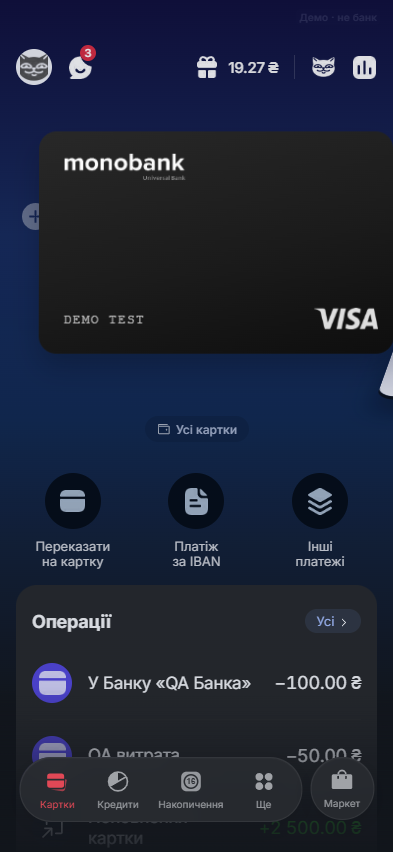 Демо · не банк
3
19.27 ₴
monobank
Universal Bank
DEMO TEST
VISA
Усі картки
Переказати
на картку
Платіж
за IBAN
Інші
платежі
Операції
Усі
У Банку «QA Банка»
−100.00 ₴
QA витрата
−50.00 ₴
16
Картки
Кредити
Накопичення
Ще
Маркет
+2 500.00 ₴
картки